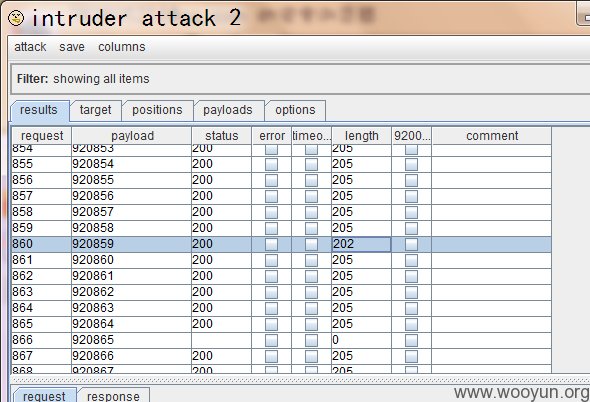 intruder attack 2
attack save columns
Filter: showing all items
results target positions payloads options
request payload status error timeo... length 9200... comment
854 920853 200 205
855 920854 200 205
856 920855 200 205
857 920856 200 205
858 920857 200 205
859 920858 200 205
860 920859 200 202
861 920860 200 205
862 920861 200 205
863 920862 200 205
864 920863 200 205
865 920864 200 205
866 920865 0
867 920866 200 205
868 920867 200 205
request response
www.wooyun.org